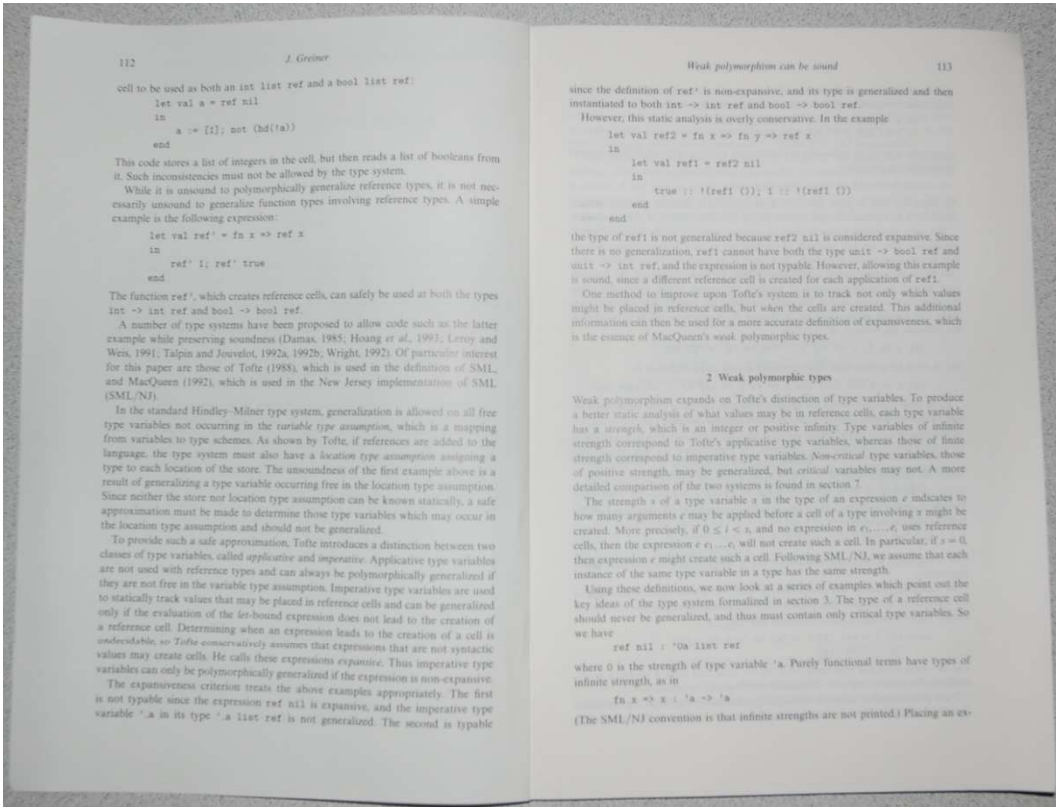 112
J. Greiner
cell to be used as both an int list ref and a bool list ref:
let val a = ref nil
in
a := [1]; not (hd(!a))
end
This code stores a list of integers in the cell, but then reads a list of booleans from
it. Such inconsistencies must not be allowed by the type system.
While it is unsound to polymorphically generalize reference types, it is not nec-
essarily unsound to generalize function types involving reference types. A simple
example is the following expression:
let val ref' = fn x => ref x
in
ref' 1; ref' true
end
The function ref', which creates reference cells, can safely be used at both the types
int -> int ref and bool -> bool ref.
A number of type systems have been proposed to allow code such as the latter
example while preserving soundness (Damas, 1985; Hoang et al., 1993; Leroy and
Weis, 1991; Talpin and Jouvelot, 1992a, 1992b; Wright, 1992). Of particular interest
for this paper are those of Tofte (1988), which is used in the definition of SML,
and MacQueen (1992), which is used in the New Jersey implementation of SML
(SML/NJ).
In the standard Hindley–Milner type system, generalization is allowed on all free
type variables not occurring in the variable type assumption, which is a mapping
from variables to type schemes. As shown by Tofte, if references are added to the
language, the type system must also have a location type assumption assigning a
type to each location of the store. The unsoundness of the first example above is a
result of generalizing a type variable occurring free in the location type assumption.
Since neither the store nor location type assumption can be known statically, a safe
approximation must be made to determine those type variables which may occur in
the location type assumption and should not be generalized.
To provide such a safe approximation, Tofte introduces a distinction between two
classes of type variables, called applicative and imperative. Applicative type variables
are not used with reference types and can always be polymorphically generalized if
they are not free in the variable type assumption. Imperative type variables are used
to statically track values that may be placed in reference cells and can be generalized
only if the evaluation of the let-bound expression does not lead to the creation of
a reference cell. Determining when an expression leads to the creation of a cell is
undecidable, so Tofte conservatively assumes that expressions that are not syntactic
values may create cells. He calls these expressions expansive. Thus imperative type
variables can only be polymorphically generalized if the expression is non-expansive.
The expansiveness criterion treats the above examples appropriately. The first
is not typable since the expression ref nil is expansive, and the imperative type
variable '_a in its type '_a list ref is not generalized. The second is typable
Weak polymorphism can be sound
113
since the definition of ref' is non-expansive, and its type is generalized and then
instantiated to both int -> int ref and bool -> bool ref.
However, this static analysis is overly conservative. In the example
let val ref2 = fn x => fn y => ref x
in
let val ref1 = ref2 nil
in
true :: !(ref1 ()); 1 :: !(ref1 ())
end
end
the type of ref1 is not generalized because ref2 nil is considered expansive. Since
there is no generalization, ref1 cannot have both the type unit -> bool ref and
unit -> int ref, and the expression is not typable. However, allowing this example
is sound, since a different reference cell is created for each application of ref1.
One method to improve upon Tofte's system is to track not only which values
might be placed in reference cells, but when the cells are created. This additional
information can then be used for a more accurate definition of expansiveness, which
is the essence of MacQueen's weak polymorphic types.
2 Weak polymorphic types
Weak polymorphism expands on Tofte's distinction of type variables. To produce
a better static analysis of what values may be in reference cells, each type variable
has a strength, which is an integer or positive infinity. Type variables of infinite
strength correspond to Tofte's applicative type variables, whereas those of finite
strength correspond to imperative type variables. Non-critical type variables, those
of positive strength, may be generalized, but critical variables may not. A more
detailed comparison of the two systems is found in section 7.
The strength s of a type variable α in the type of an expression e indicates to
how many arguments e may be applied before a cell of a type involving α might be
created. More precisely, if 0 ≤ i < s, and no expression in e₁,...,eᵢ uses reference
cells, then the expression e e₁...eᵢ will not create such a cell. In particular, if s = 0,
then expression e might create such a cell. Following SML/NJ, we assume that each
instance of the same type variable in a type has the same strength.
Using these definitions, we now look at a series of examples which point out the
key ideas of the type system formalized in section 3. The type of a reference cell
should never be generalized, and thus must contain only critical type variables. So
we have
ref nil : '0a list ref
where 0 is the strength of type variable 'a. Purely functional terms have types of
infinite strength, as in
fn x => x : 'a -> 'a
(The SML/NJ convention is that infinite strengths are not printed.) Placing an ex-